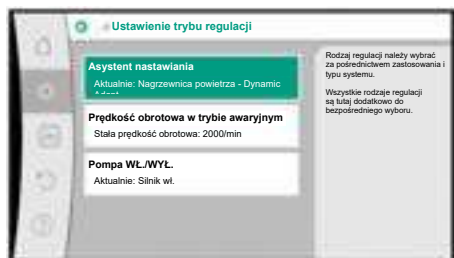 Ustawienie trybu regulacji
Asystent nastawiania
Aktualnie: Nagrzewnica powietrza - Dynamic
Adapt
Prędkość obrotowa w trybie awaryjnym
Stała prędkość obrotowa: 2000/min
Pompa WŁ./WYŁ.
Aktualnie: Silnik wł.
Rodzaj regulacji należy wybrać
za pośrednictwem zastosowania i
typu systemu.
Wszystkie rodzaje regulacji
są tutaj dodatkowo do
bezpośredniego wyboru.